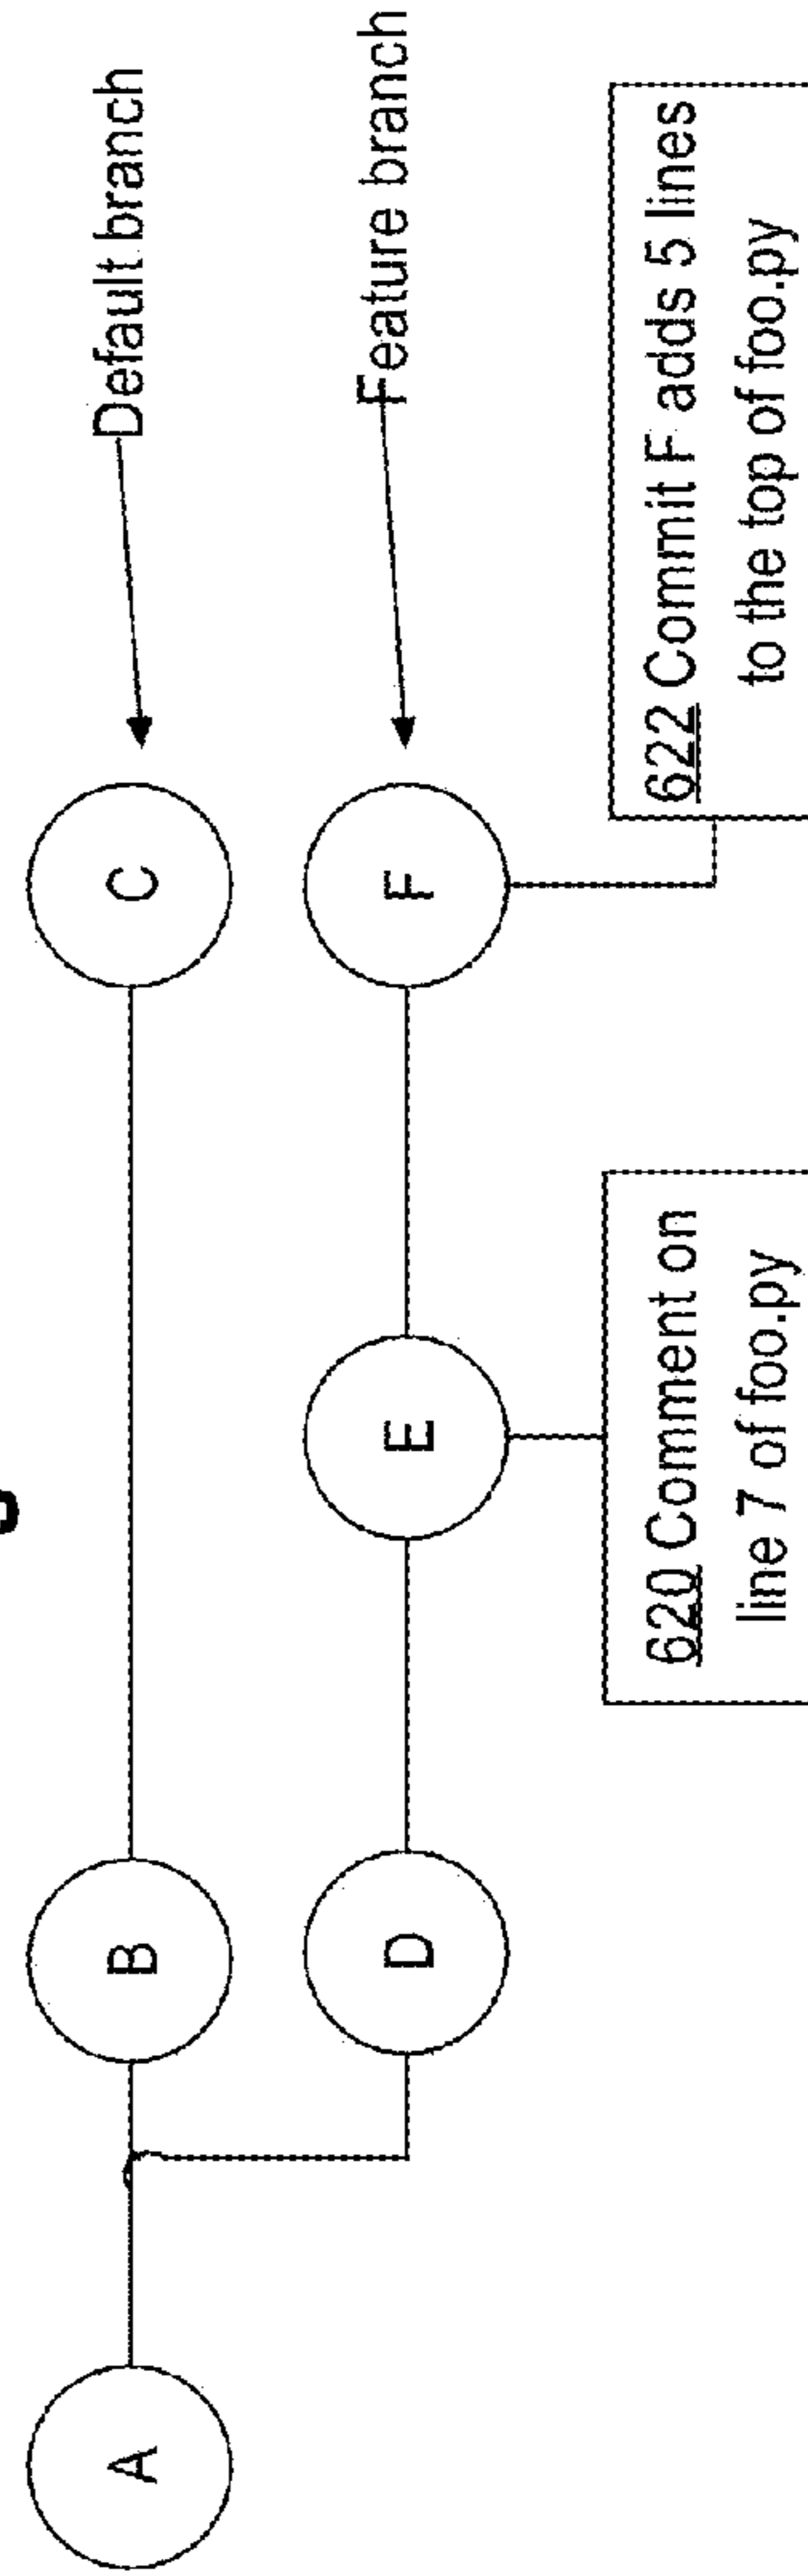 A
B
C
Default branch
D
E
F
Feature branch
620 Comment on
line 7 of foo.py
622 Commit F adds 5 lines
to the top of foo.py